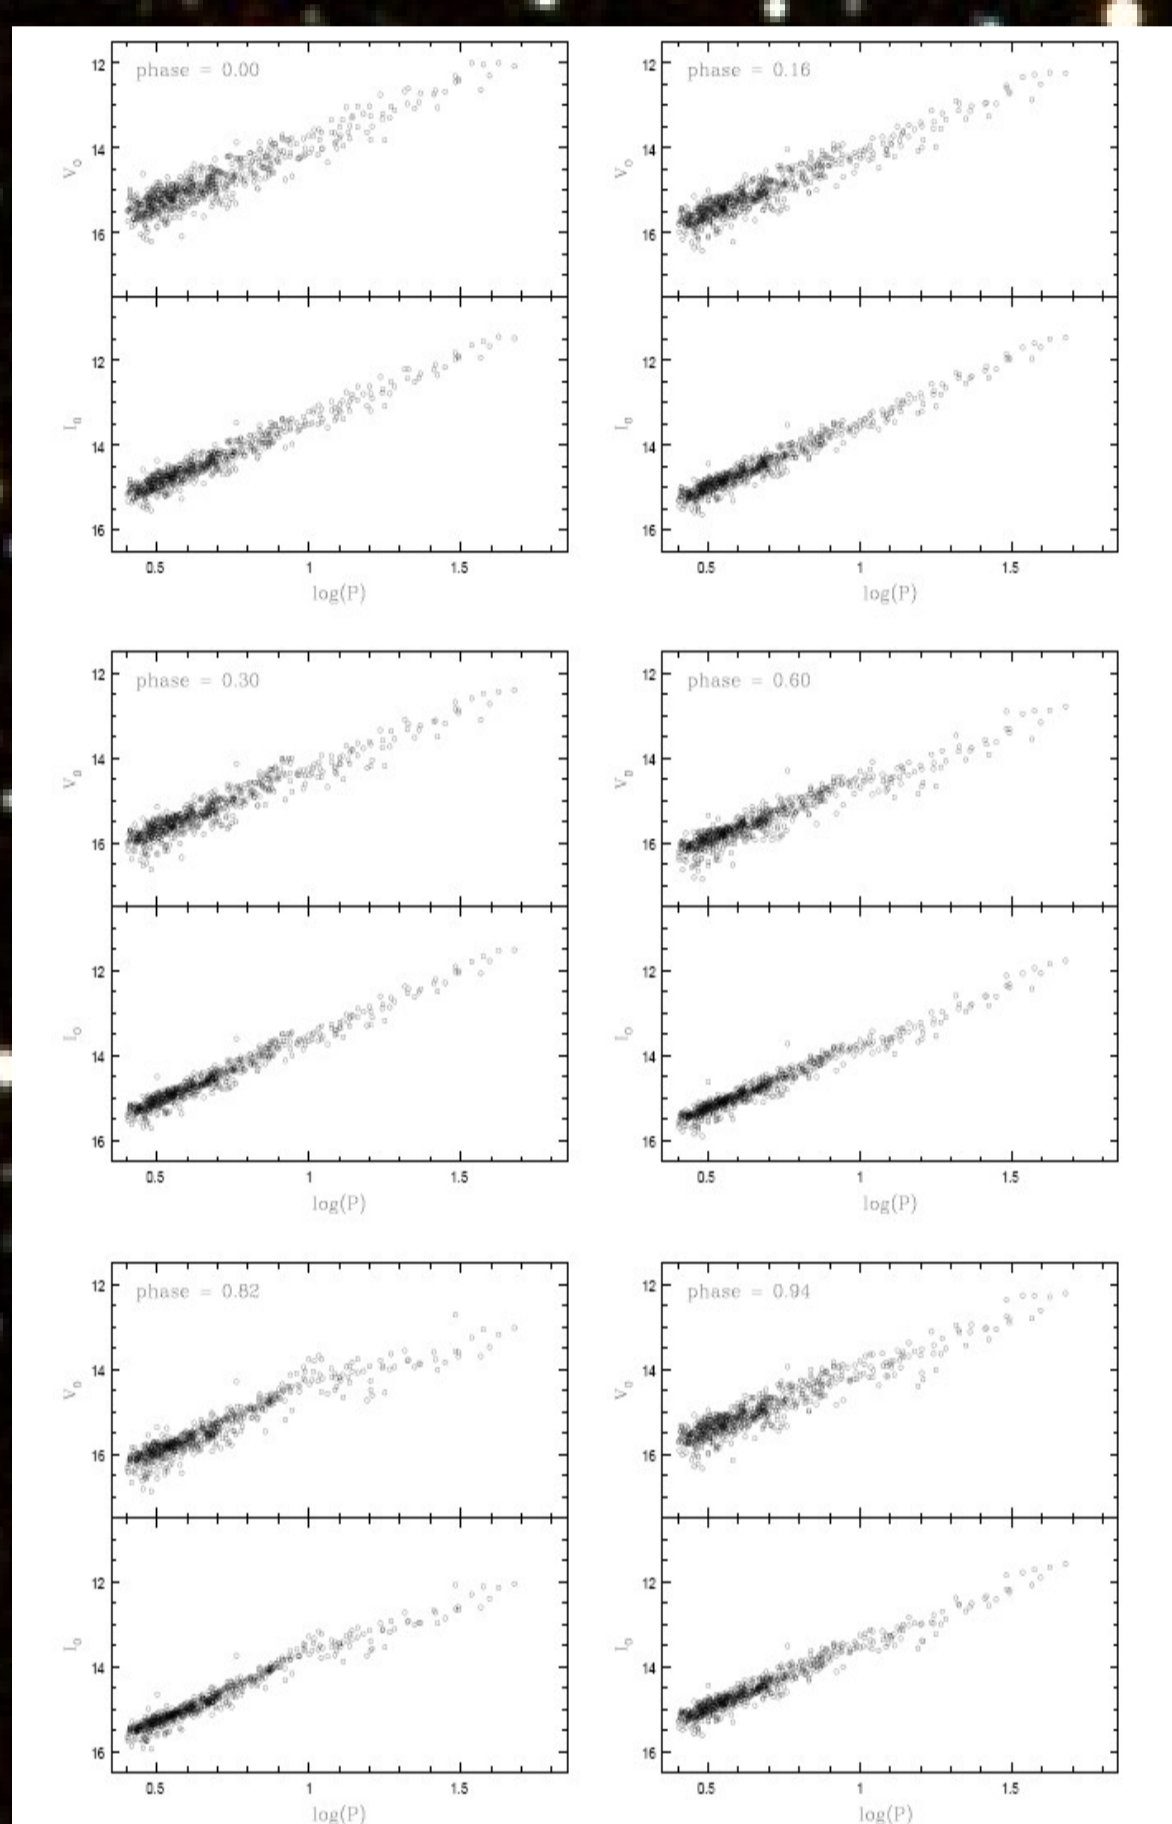 phase = 0.00
12
14
16
V₀
12
14
16
I₀
0.5 1 1.5
log(P)
phase = 0.16
12
14
16
V₀
12
14
16
I₀
0.5 1 1.5
log(P)
phase = 0.30
12
14
16
V₀
12
14
16
I₀
0.5 1 1.5
log(P)
phase = 0.60
12
14
16
V₀
12
14
16
I₀
0.5 1 1.5
log(P)
phase = 0.82
12
14
16
V₀
12
14
16
I₀
0.5 1 1.5
log(P)
phase = 0.94
12
14
16
V₀
12
14
16
I₀
0.5 1 1.5
log(P)